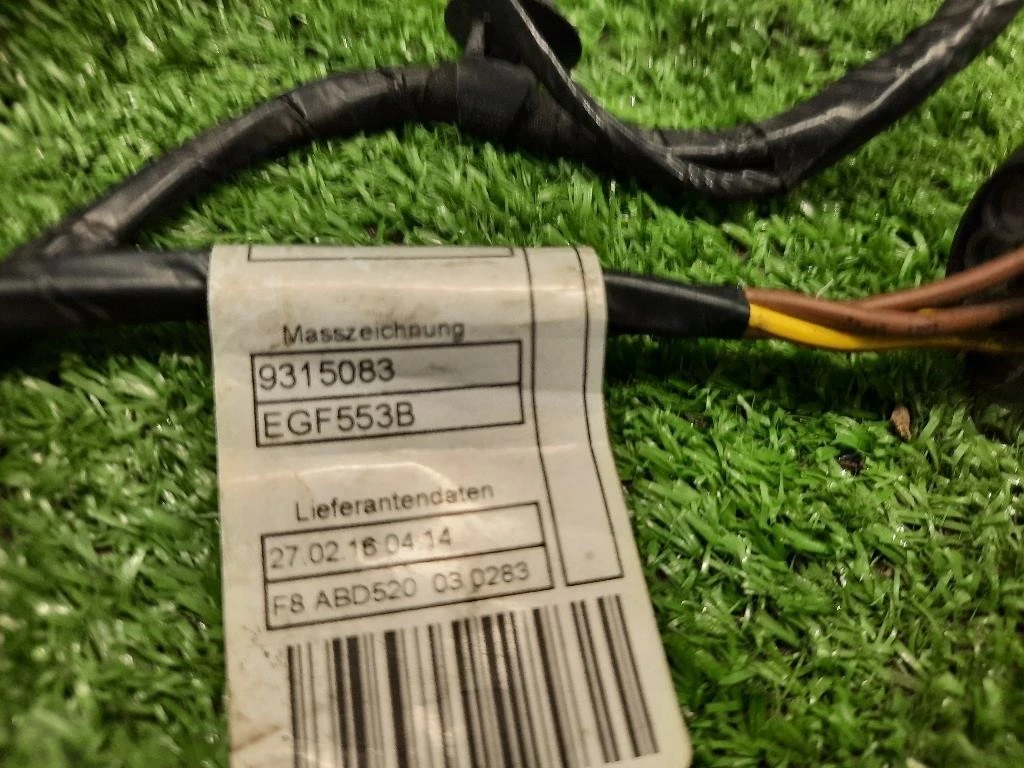 Masszeichnung
9315083
EGF553B
Lieferantendaten
27.02.16 04:14
F8 ABD520 03 0283